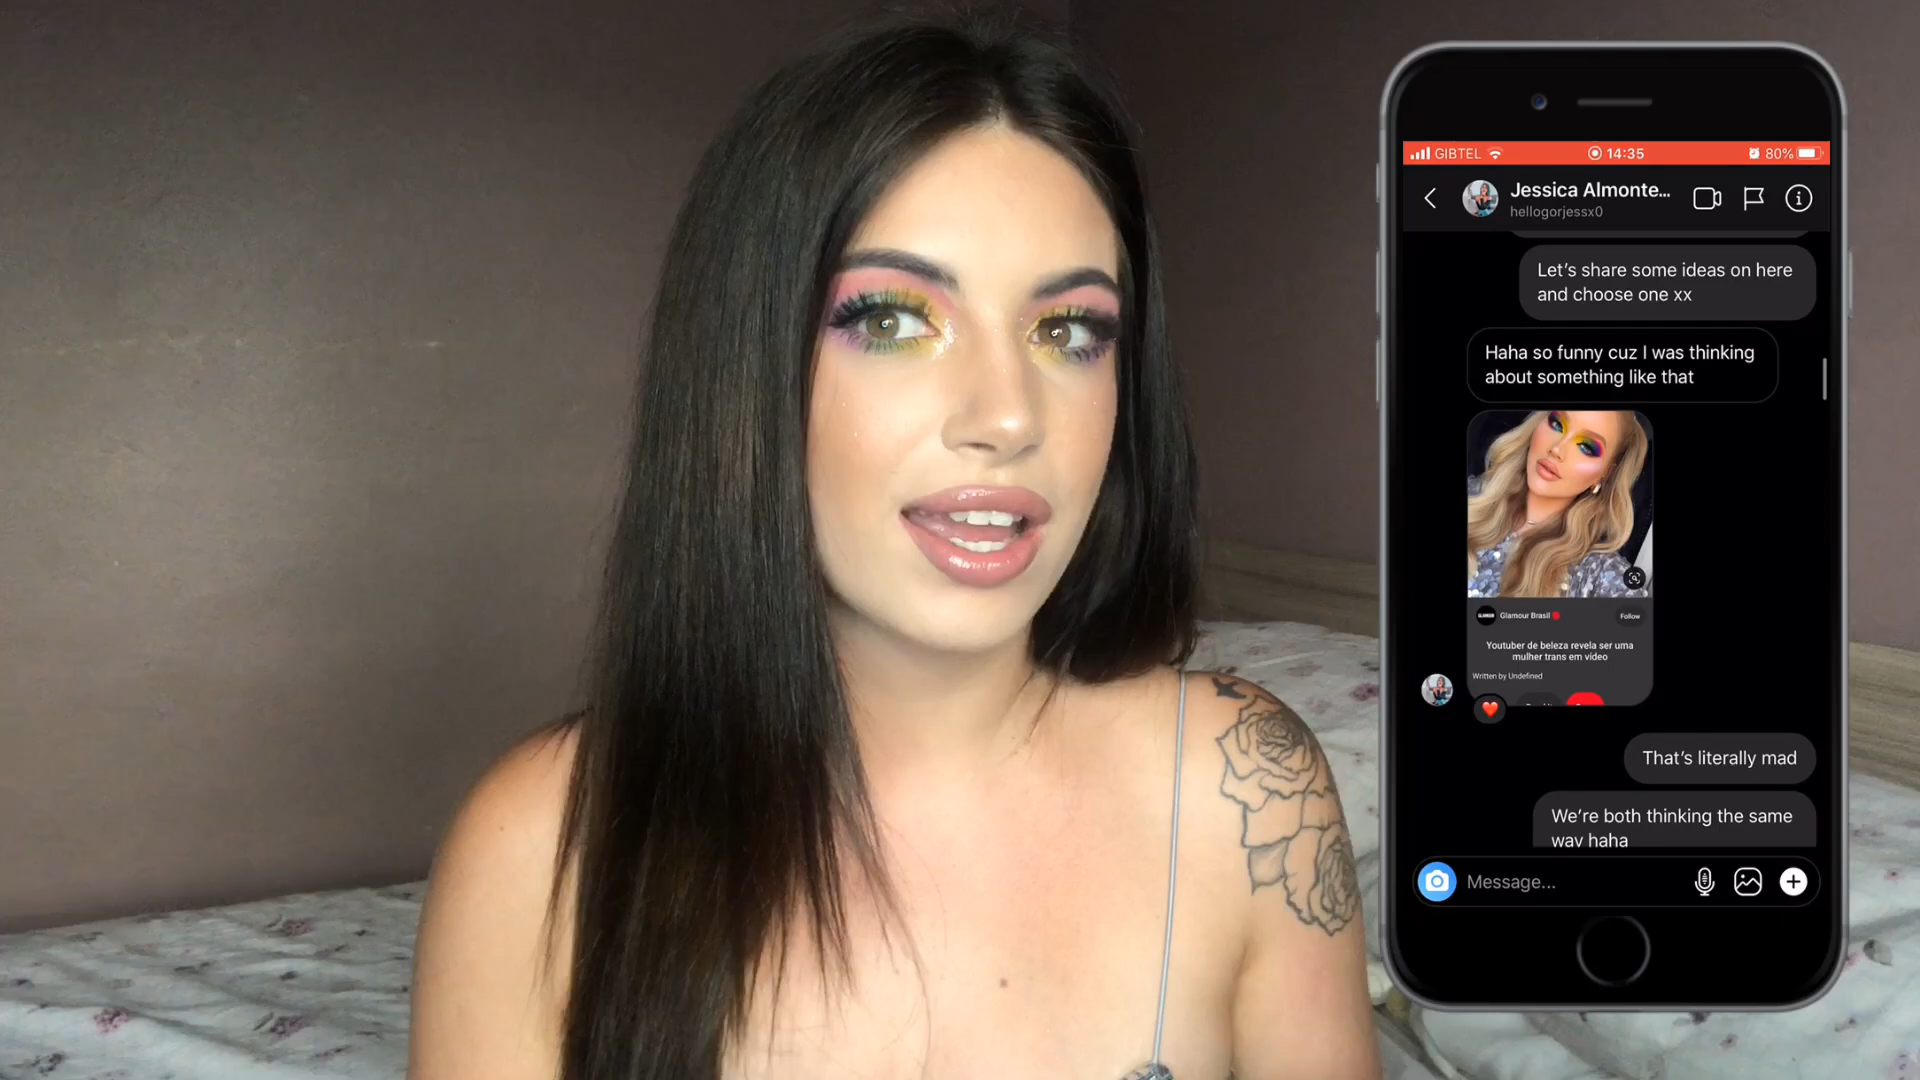 GIBTEL
14:35
80%
Jessica Almonte...
hellogorjessx0
Let's share some ideas on here
and choose one xx
Haha so funny cuz I was thinking
about something like that
GLAMOUR Glamour Brasil Follow
Youtuber de beleza revela ser uma
mulher trans em vídeo
Written by Undefined
That's literally mad
We're both thinking the same
way haha
Message...